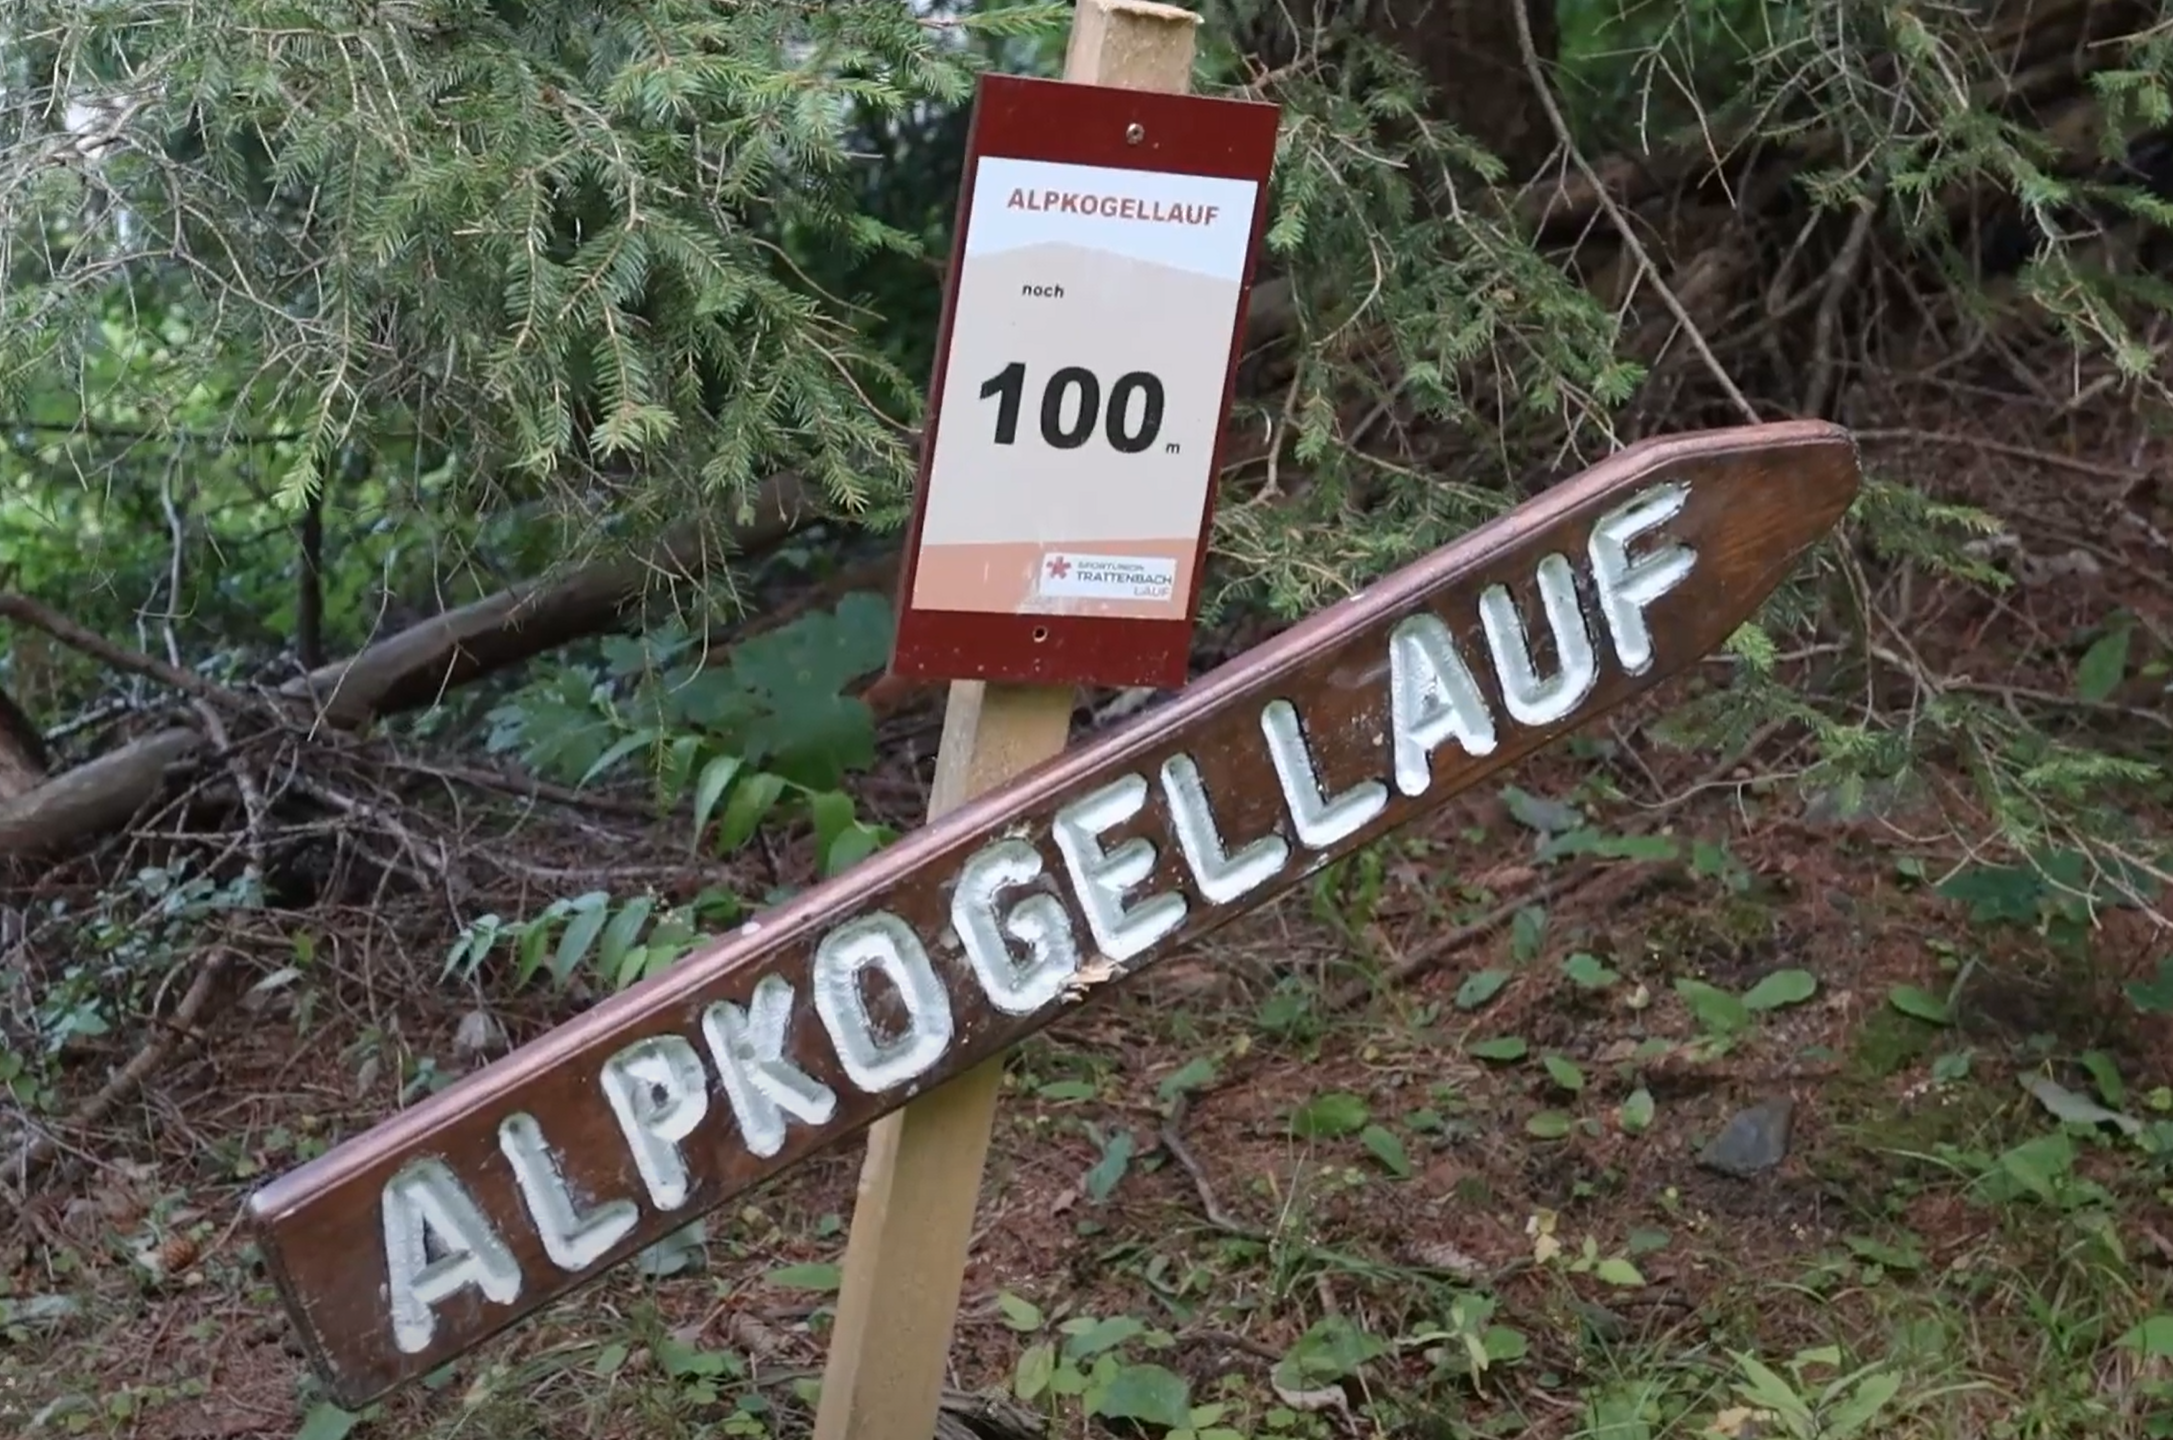 ALPKOGELLAUF
noch
100 m
SPORTUNION
TRATTENBACH
LAUF
ALPKOGELLAUF